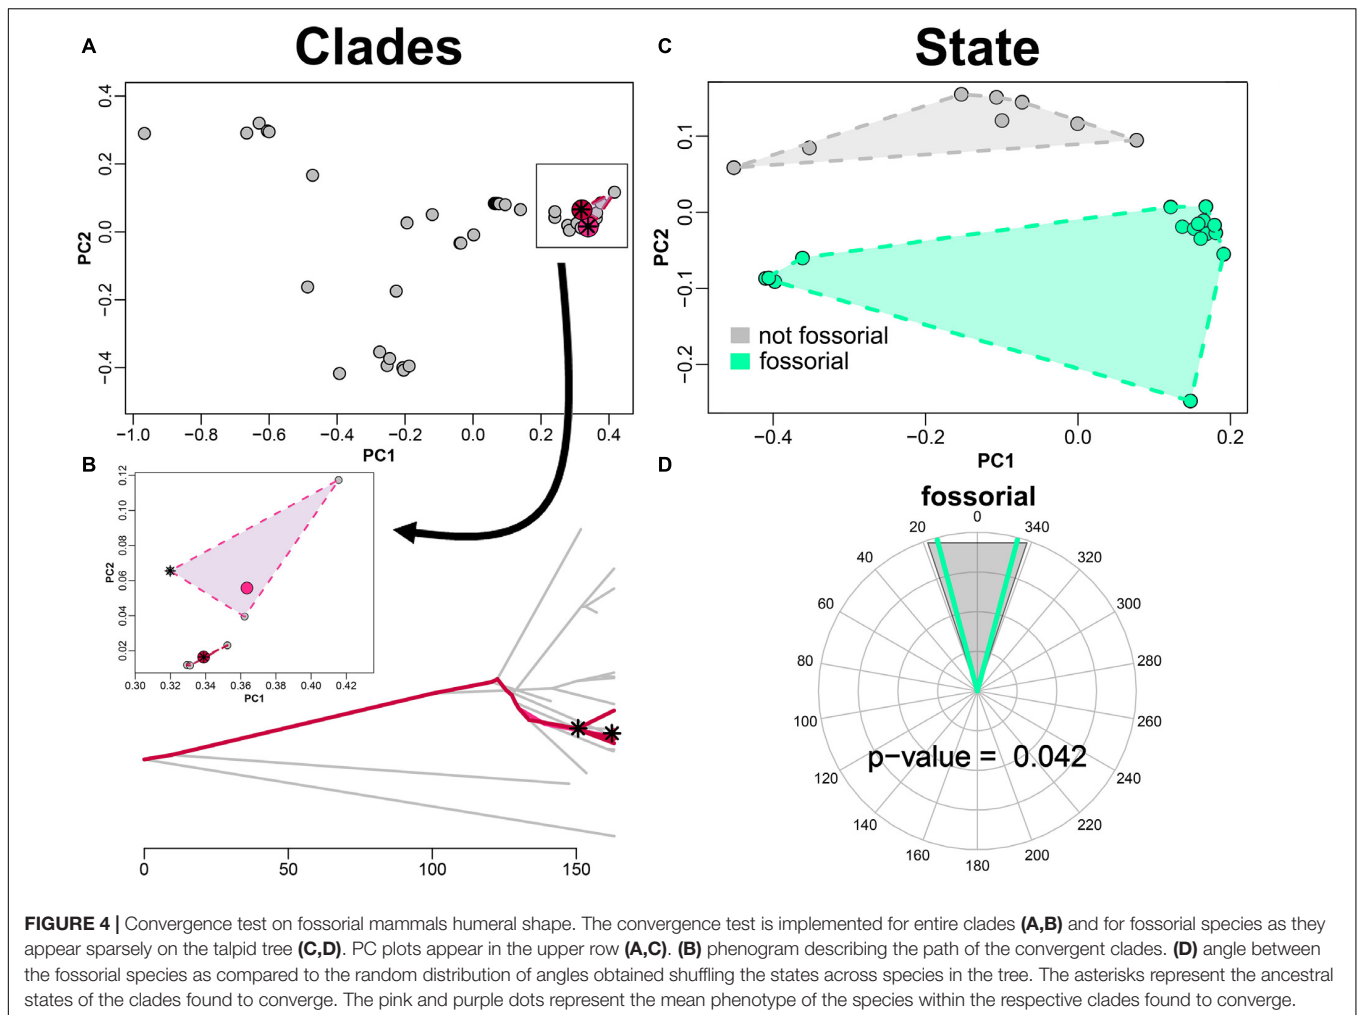 Clades
State
A
C
0.4
0.2
0.0
−0.2
−0.4
PC2
−1.0 −0.8 −0.6 −0.4 −0.2 0.0 0.2 0.4
PC1
0.1
0.0
−0.1
−0.2
PC2
not fossorial
fossorial
−0.4 −0.2 0.0 0.2
PC1
B
0.12
0.10
0.08
0.06
0.04
0.02
PC2
0.30 0.32 0.34 0.36 0.38 0.40 0.42
PC1
0 50 100 150
D
fossorial
0
20 340
40 320
60 300
80 280
100 260
120 240
140 220
160 200
180
p−value = 0.042
FIGURE 4 | Convergence test on fossorial mammals humeral shape. The convergence test is implemented for entire clades (A,B) and for fossorial species as they
appear sparsely on the talpid tree (C,D). PC plots appear in the upper row (A,C). (B) phenogram describing the path of the convergent clades. (D) angle between
the fossorial species as compared to the random distribution of angles obtained shuffling the states across species in the tree. The asterisks represent the ancestral
states of the clades found to converge. The pink and purple dots represent the mean phenotype of the species within the respective clades found to converge.